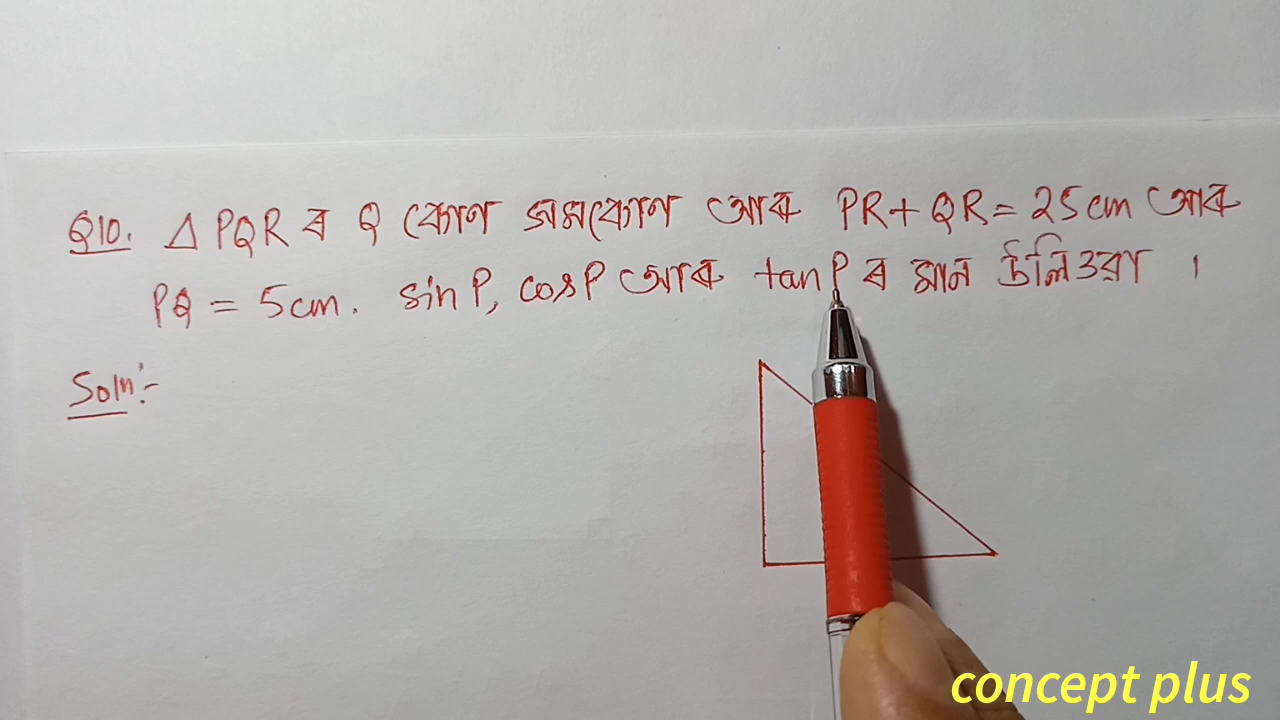 Q10. Δ PQR ৰ Q কোণ সমকোণ আৰু PR + QR = 25 cm আৰু
PQ = 5 cm. sin P, cos P আৰু tan P ৰ মান উলিওৱা ।
Soln:-
concept plus